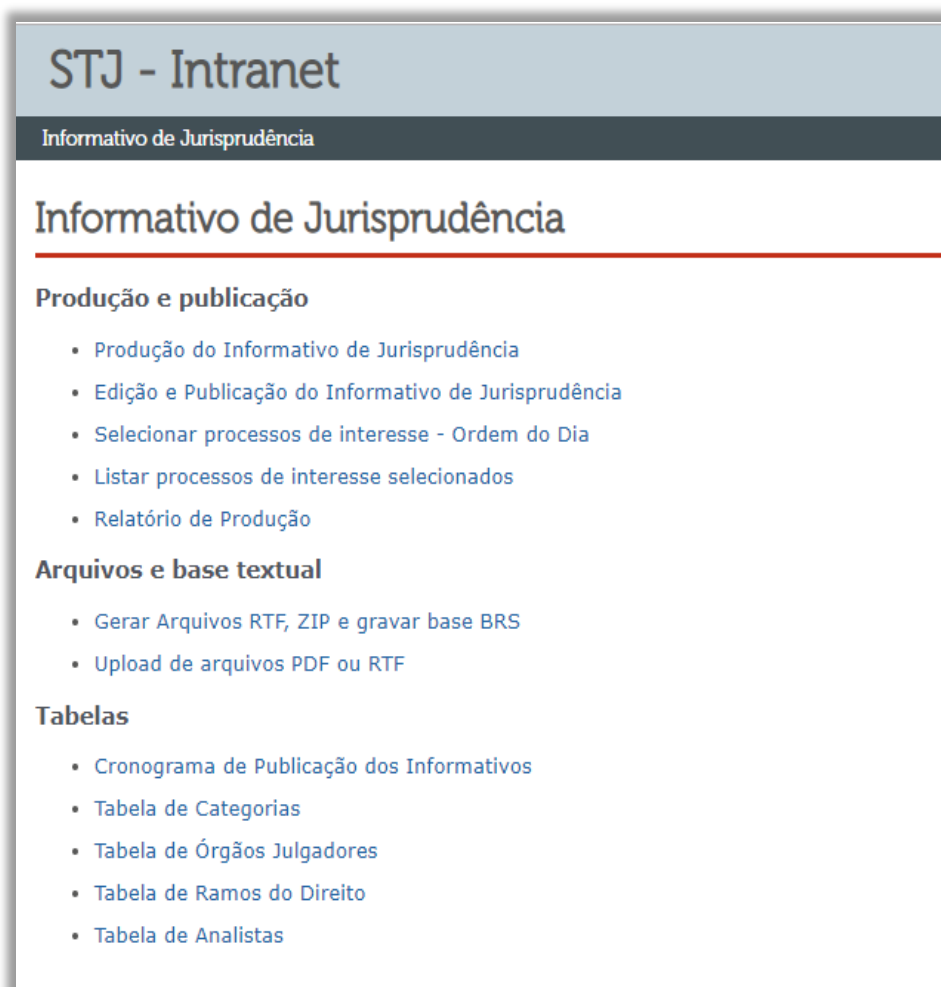 STJ - Intranet
Informativo de Jurisprudência
Informativo de Jurisprudência
Produção e publicação
• Produção do Informativo de Jurisprudência
• Edição e Publicação do Informativo de Jurisprudência
• Selecionar processos de interesse - Ordem do Dia
• Listar processos de interesse selecionados
• Relatório de Produção
Arquivos e base textual
• Gerar Arquivos RTF, ZIP e gravar base BRS
• Upload de arquivos PDF ou RTF
Tabelas
• Cronograma de Publicação dos Informativos
• Tabela de Categorias
• Tabela de Órgãos Julgadores
• Tabela de Ramos do Direito
• Tabela de Analistas